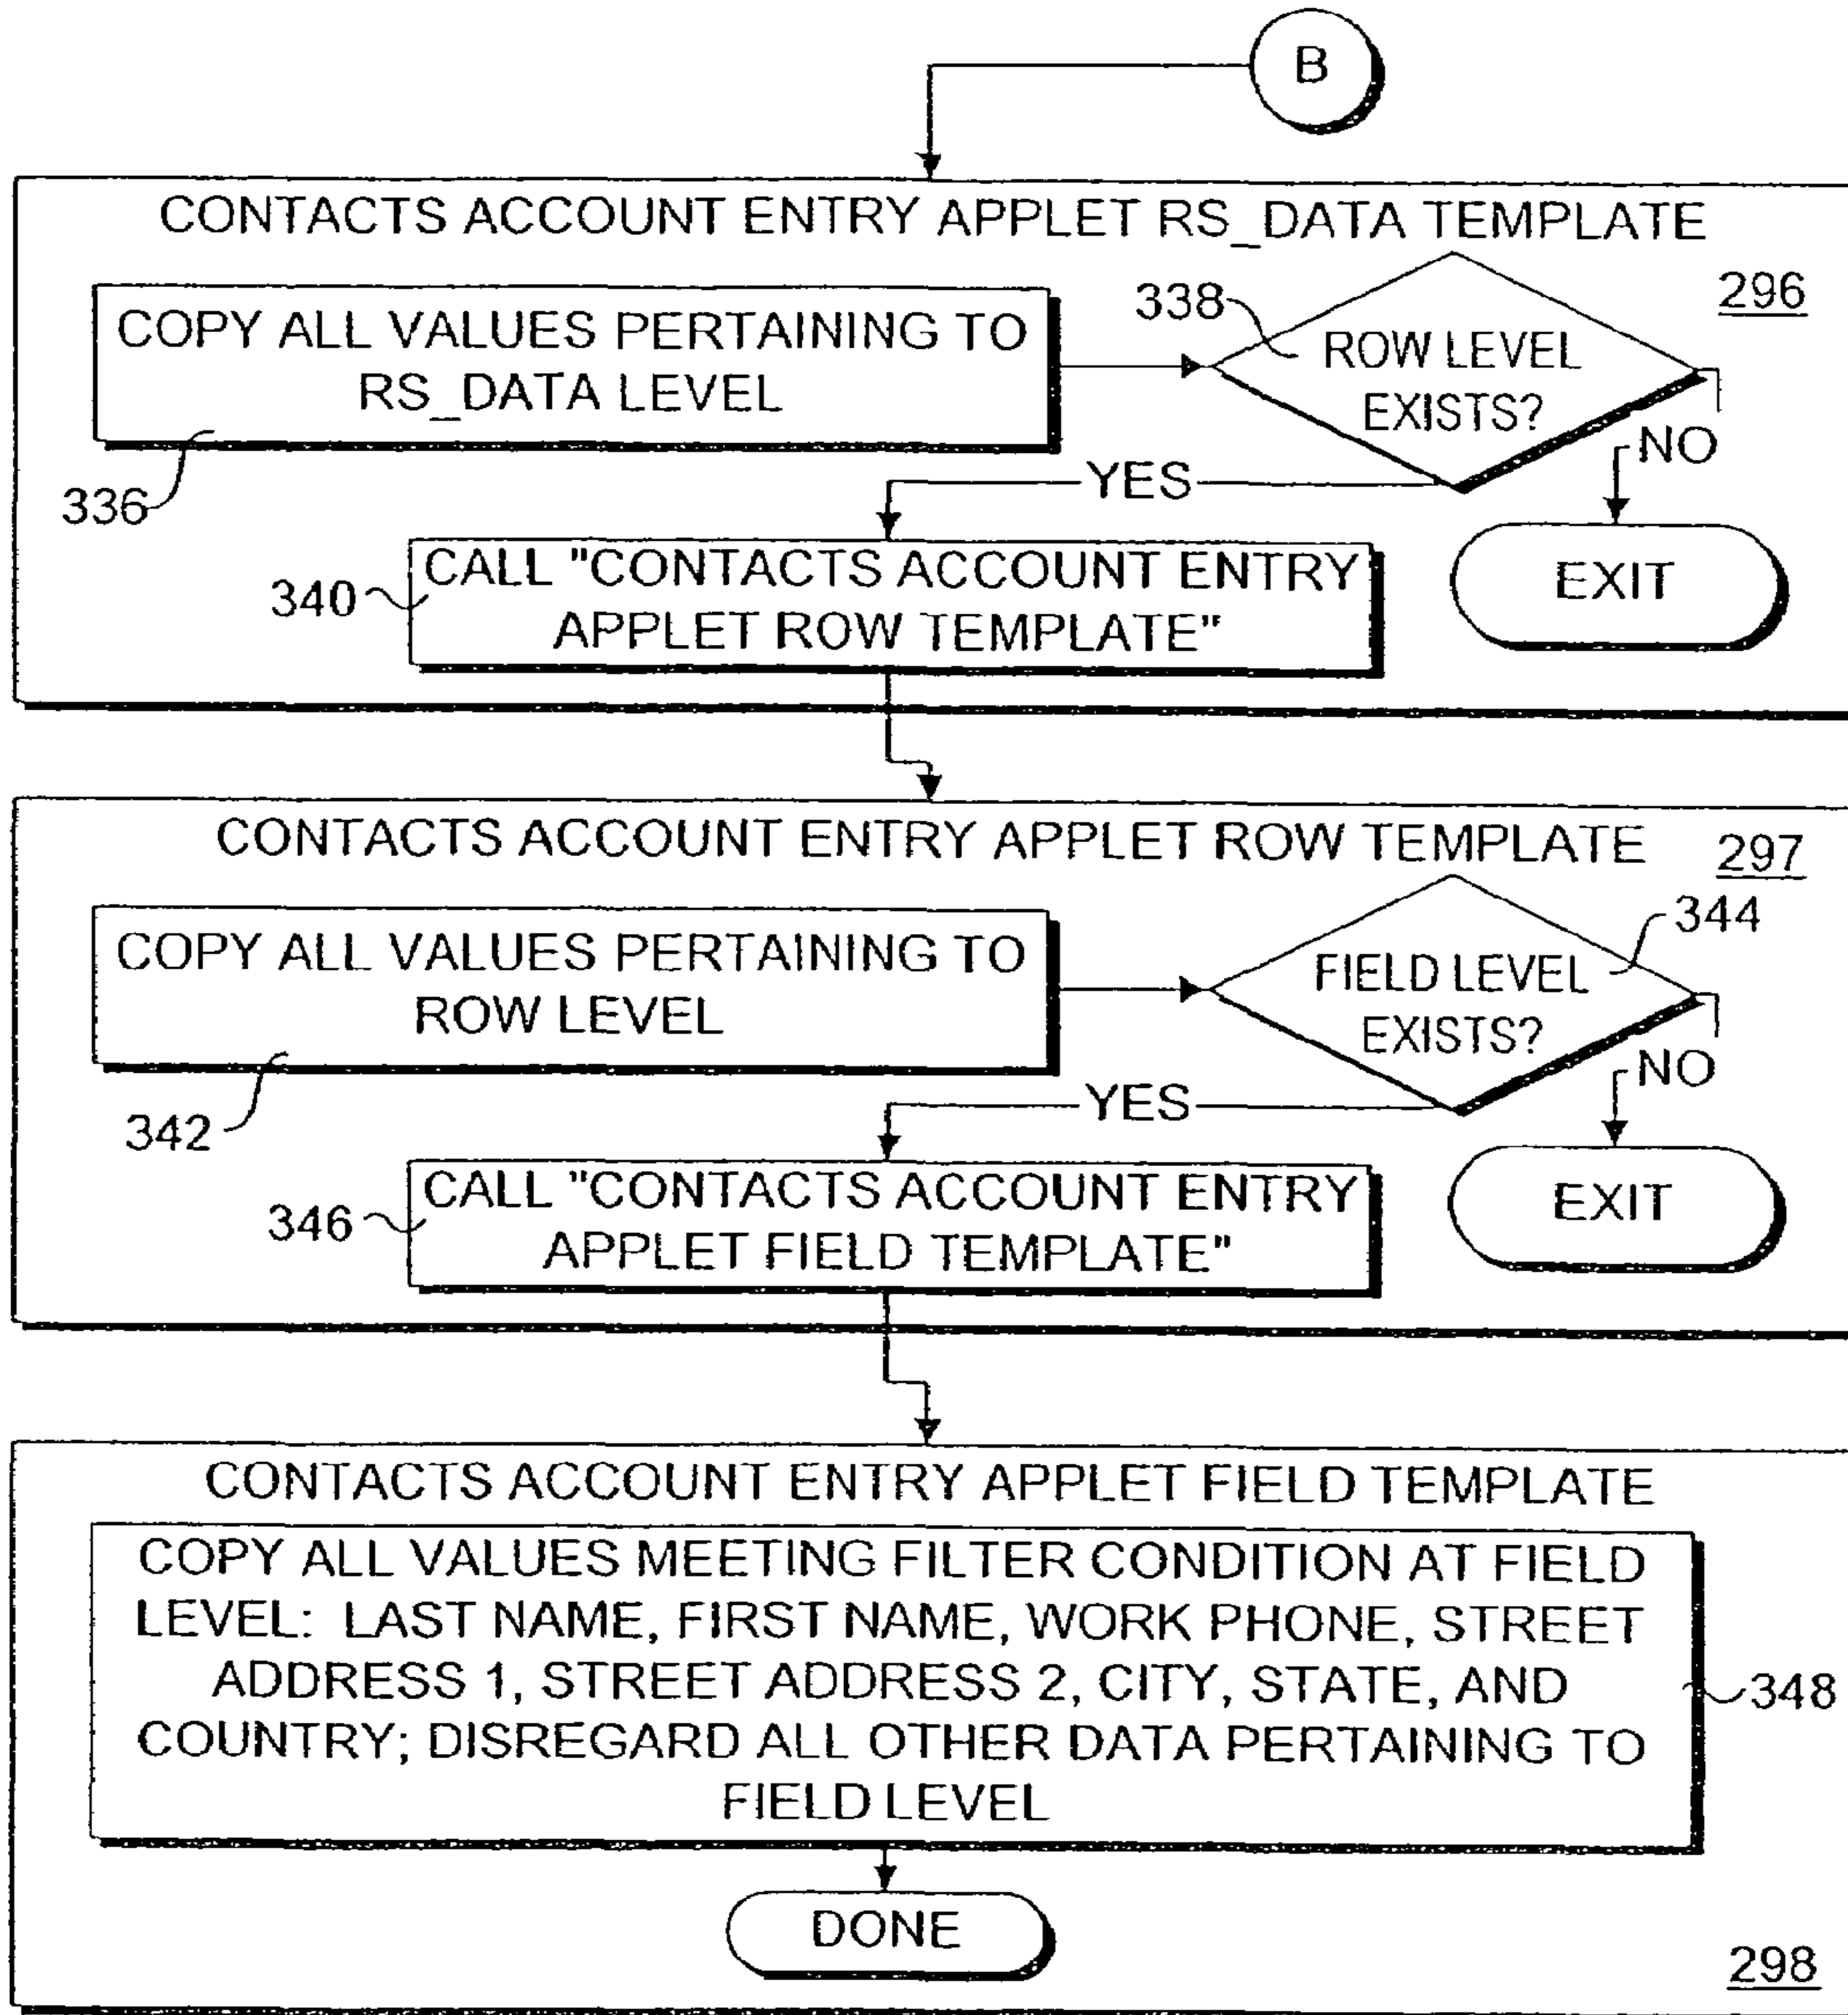 B
CONTACTS ACCOUNT ENTRY APPLET RS_DATA TEMPLATE
296
COPY ALL VALUES PERTAINING TO
RS_DATA LEVEL
336
338
ROW LEVEL
EXISTS?
NO
YES
EXIT
340
CALL "CONTACTS ACCOUNT ENTRY
APPLET ROW TEMPLATE"
CONTACTS ACCOUNT ENTRY APPLET ROW TEMPLATE
297
COPY ALL VALUES PERTAINING TO
ROW LEVEL
342
344
FIELD LEVEL
EXISTS?
NO
YES
EXIT
346
CALL "CONTACTS ACCOUNT ENTRY
APPLET FIELD TEMPLATE"
CONTACTS ACCOUNT ENTRY APPLET FIELD TEMPLATE
COPY ALL VALUES MEETING FILTER CONDITION AT FIELD
LEVEL: LAST NAME, FIRST NAME, WORK PHONE, STREET
ADDRESS 1, STREET ADDRESS 2, CITY, STATE, AND
COUNTRY; DISREGARD ALL OTHER DATA PERTAINING TO
FIELD LEVEL
348
DONE
298